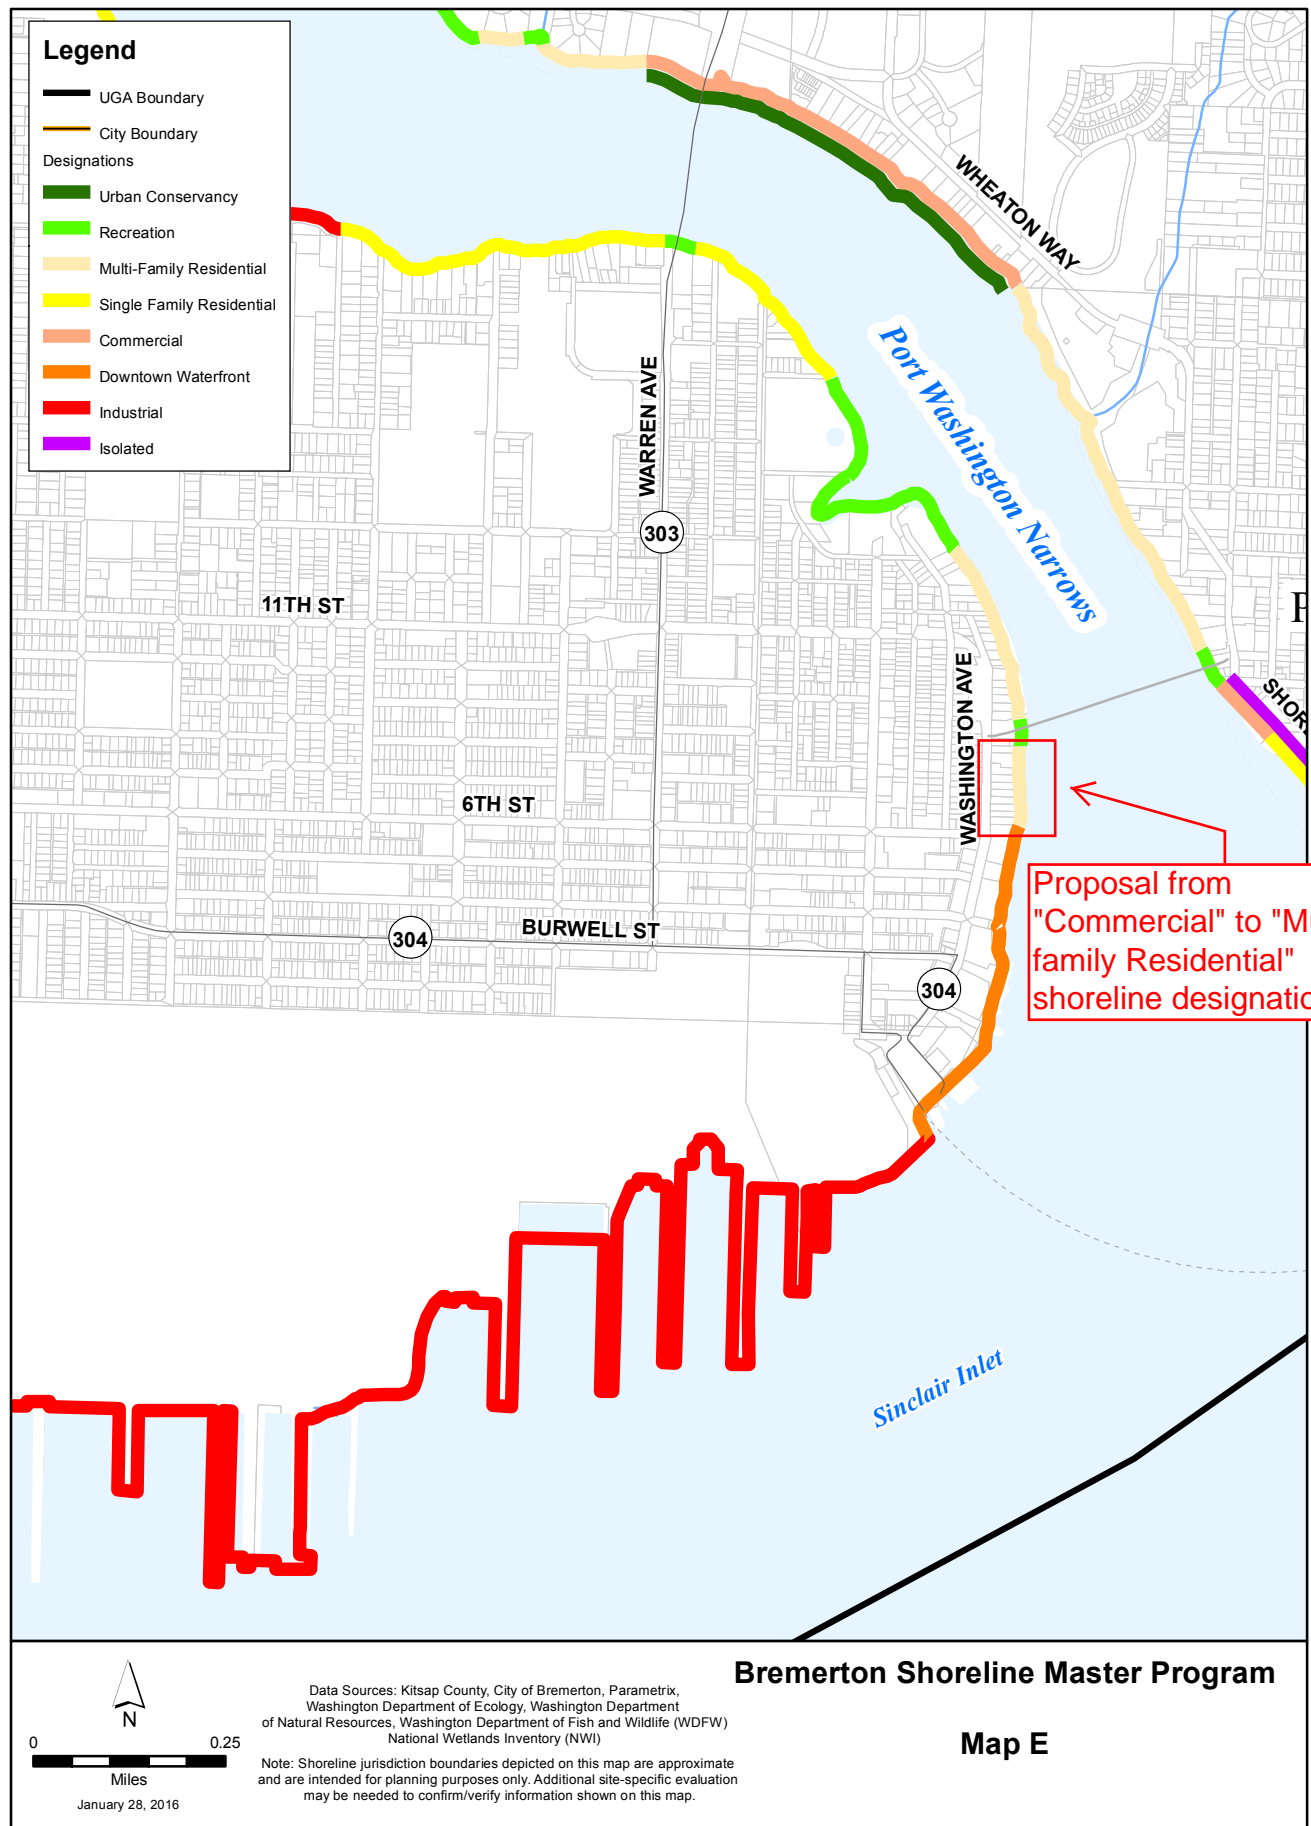 Legend
UGA Boundary
City Boundary
Designations
Urban Conservancy
Recreation
Multi-Family Residential
Single Family Residential
Commercial
Downtown Waterfront
Industrial
Isolated
WHEATON WAY
Port Washington Narrows
WARREN AVE
303
11TH ST
P
WASHINGTON AVE
6TH ST
Proposal from
"Commercial" to
family Residential"
shoreline
BURWELL ST
304
304
Sinclair Inlet
Bremerton Shoreline Master Program
Map E
N
0 0.25
Miles
January 28, 2016
Data Sources: Kitsap County, City of Bremerton, Parametrix,
Washington Department of Ecology, Washington Department
of Natural Resources, Washington Department of Fish and Wildlife (WDFW)
National Wetlands Inventory (NWI)
Note: Shoreline jurisdiction boundaries depicted on this map are approximate
and are intended for planning purposes only. Additional site-specific evaluation
may be needed to confirm/verify information shown on this map.